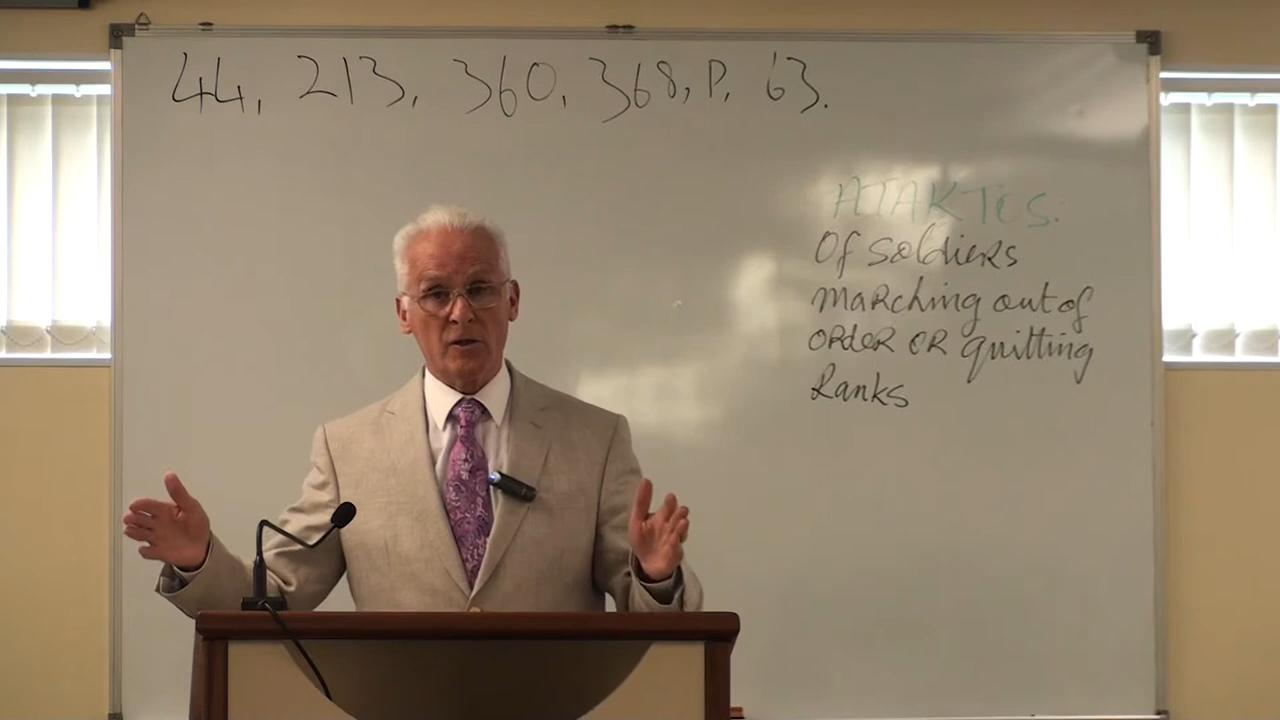 44, 213, 360, 368, P, 63.
ATAKTOS:
Of soldiers
marching out of
ORdeR OR quitting
Ranks